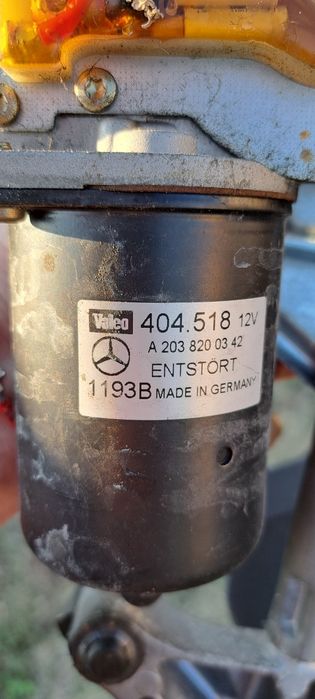 Valeo 404.518 12V
A 203 820 03 42
ENTSTÖRT
1193B MADE IN GERMANY